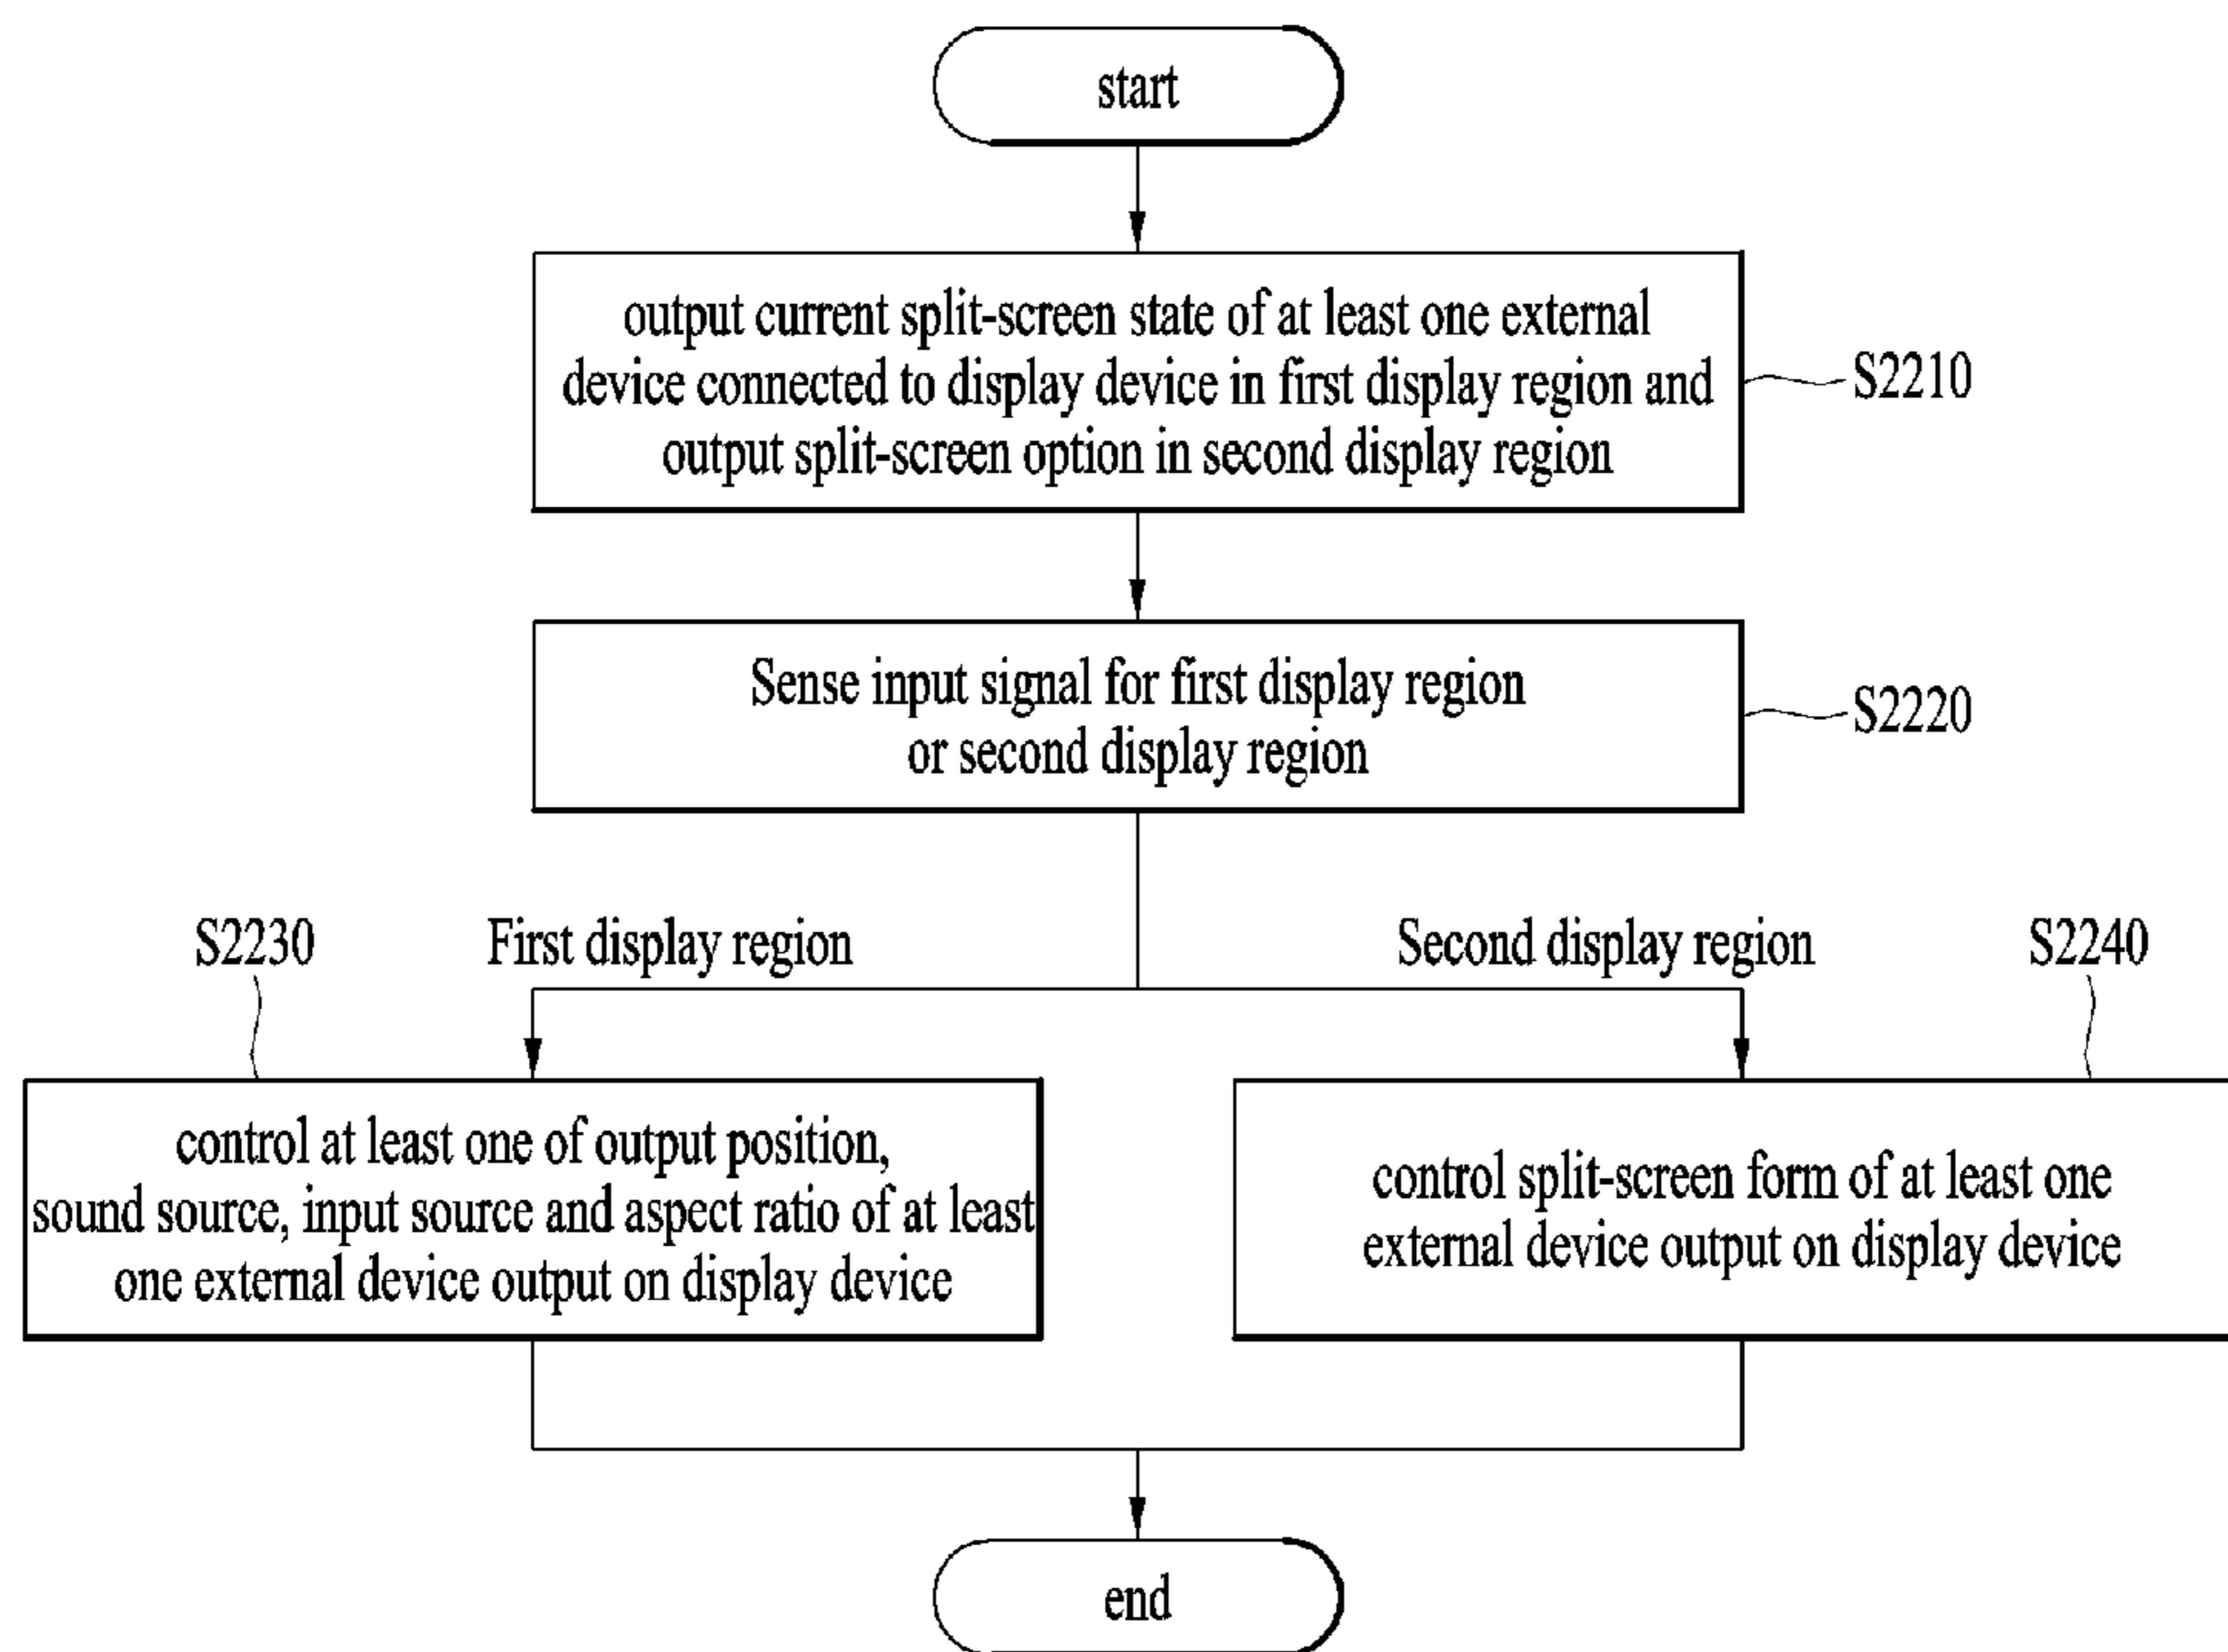 start
output current split-screen state of at least one external
device connected to display device in first display region and
output split-screen option in second display region
S2210
Sense input signal for first display region
or second display region
S2220
S2230
First display region
Second display region
S2240
control at least one of output position,
sound source, input source and aspect ratio of at least
one external device output on display device
control split-screen form of at least one
external device output on display device
end